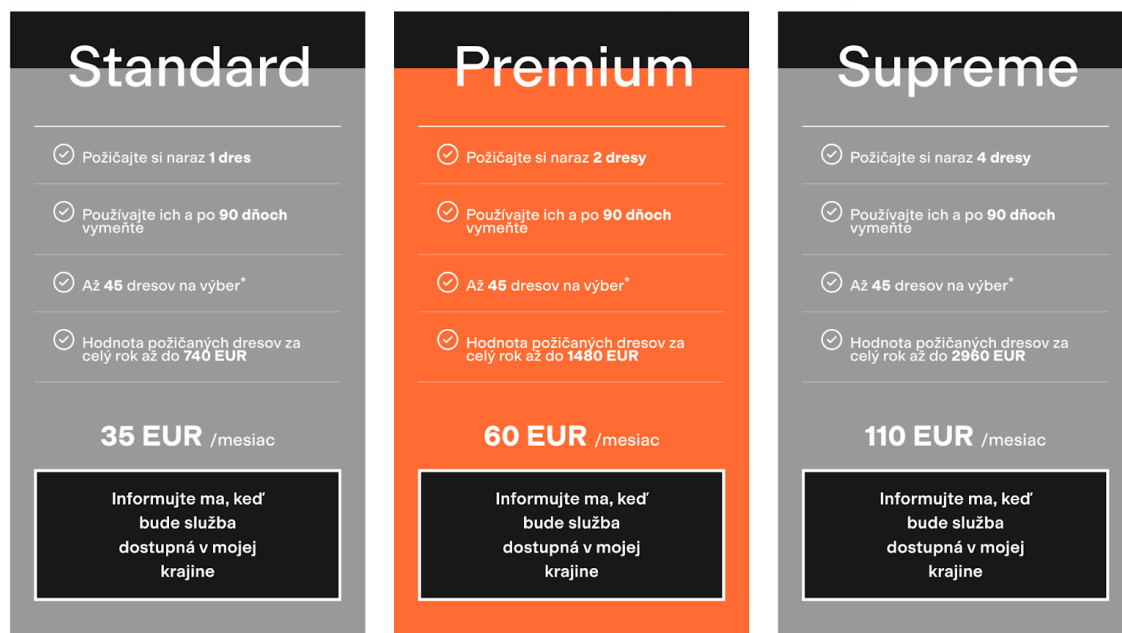 Standard
Požičajte si naraz 1 dres
Používajte ich a po 90 dňoch
vymeňte
Až 45 dresov na výber*
Hodnota požičaných dresov za
celý rok až do 740 EUR
35 EUR /mesiac
Informujte ma, keď
bude služba
dostupná v mojej
krajine
Premium
Požičajte si naraz 2 dresy
Používajte ich a po 90 dňoch
vymeňte
Až 45 dresov na výber*
Hodnota požičaných dresov za
celý rok až do 1480 EUR
60 EUR /mesiac
Informujte ma, keď
bude služba
dostupná v mojej
krajine
Supreme
Požičajte si naraz 4 dresy
Používajte ich a po 90 dňoch
vymeňte
Až 45 dresov na výber*
Hodnota požičaných dresov za
celý rok až do 2960 EUR
110 EUR /mesiac
Informujte ma, keď
bude služba
dostupná v mojej
krajine